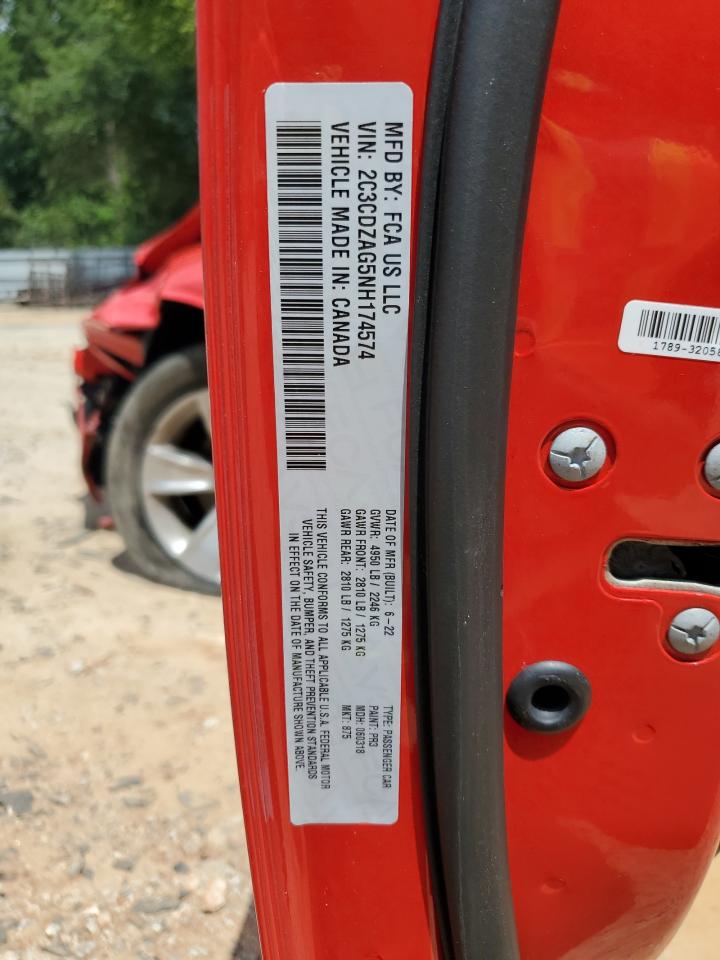 MFD BY: FCA US LLC
VIN: 2C3CDZAG5NH174574
VEHICLE MADE IN: CANADA
DATE OF MFR (BUILT): 6-22
GVWR: 4950 LB / 2246 KG
GAWR FRONT: 2810 LB / 1275 KG
GAWR REAR: 2810 LB / 1275 KG
TYPE: PASSENGER CAR
PAINT: PR3
MDH: 060318
MKT: 875
THIS VEHICLE CONFORMS TO ALL APPLICABLE U.S.A. FEDERAL MOTOR
VEHICLE SAFETY, BUMPER, AND THEFT PREVENTION STANDARDS
IN EFFECT ON THE DATE OF MANUFACTURE SHOWN ABOVE.
1789-32058